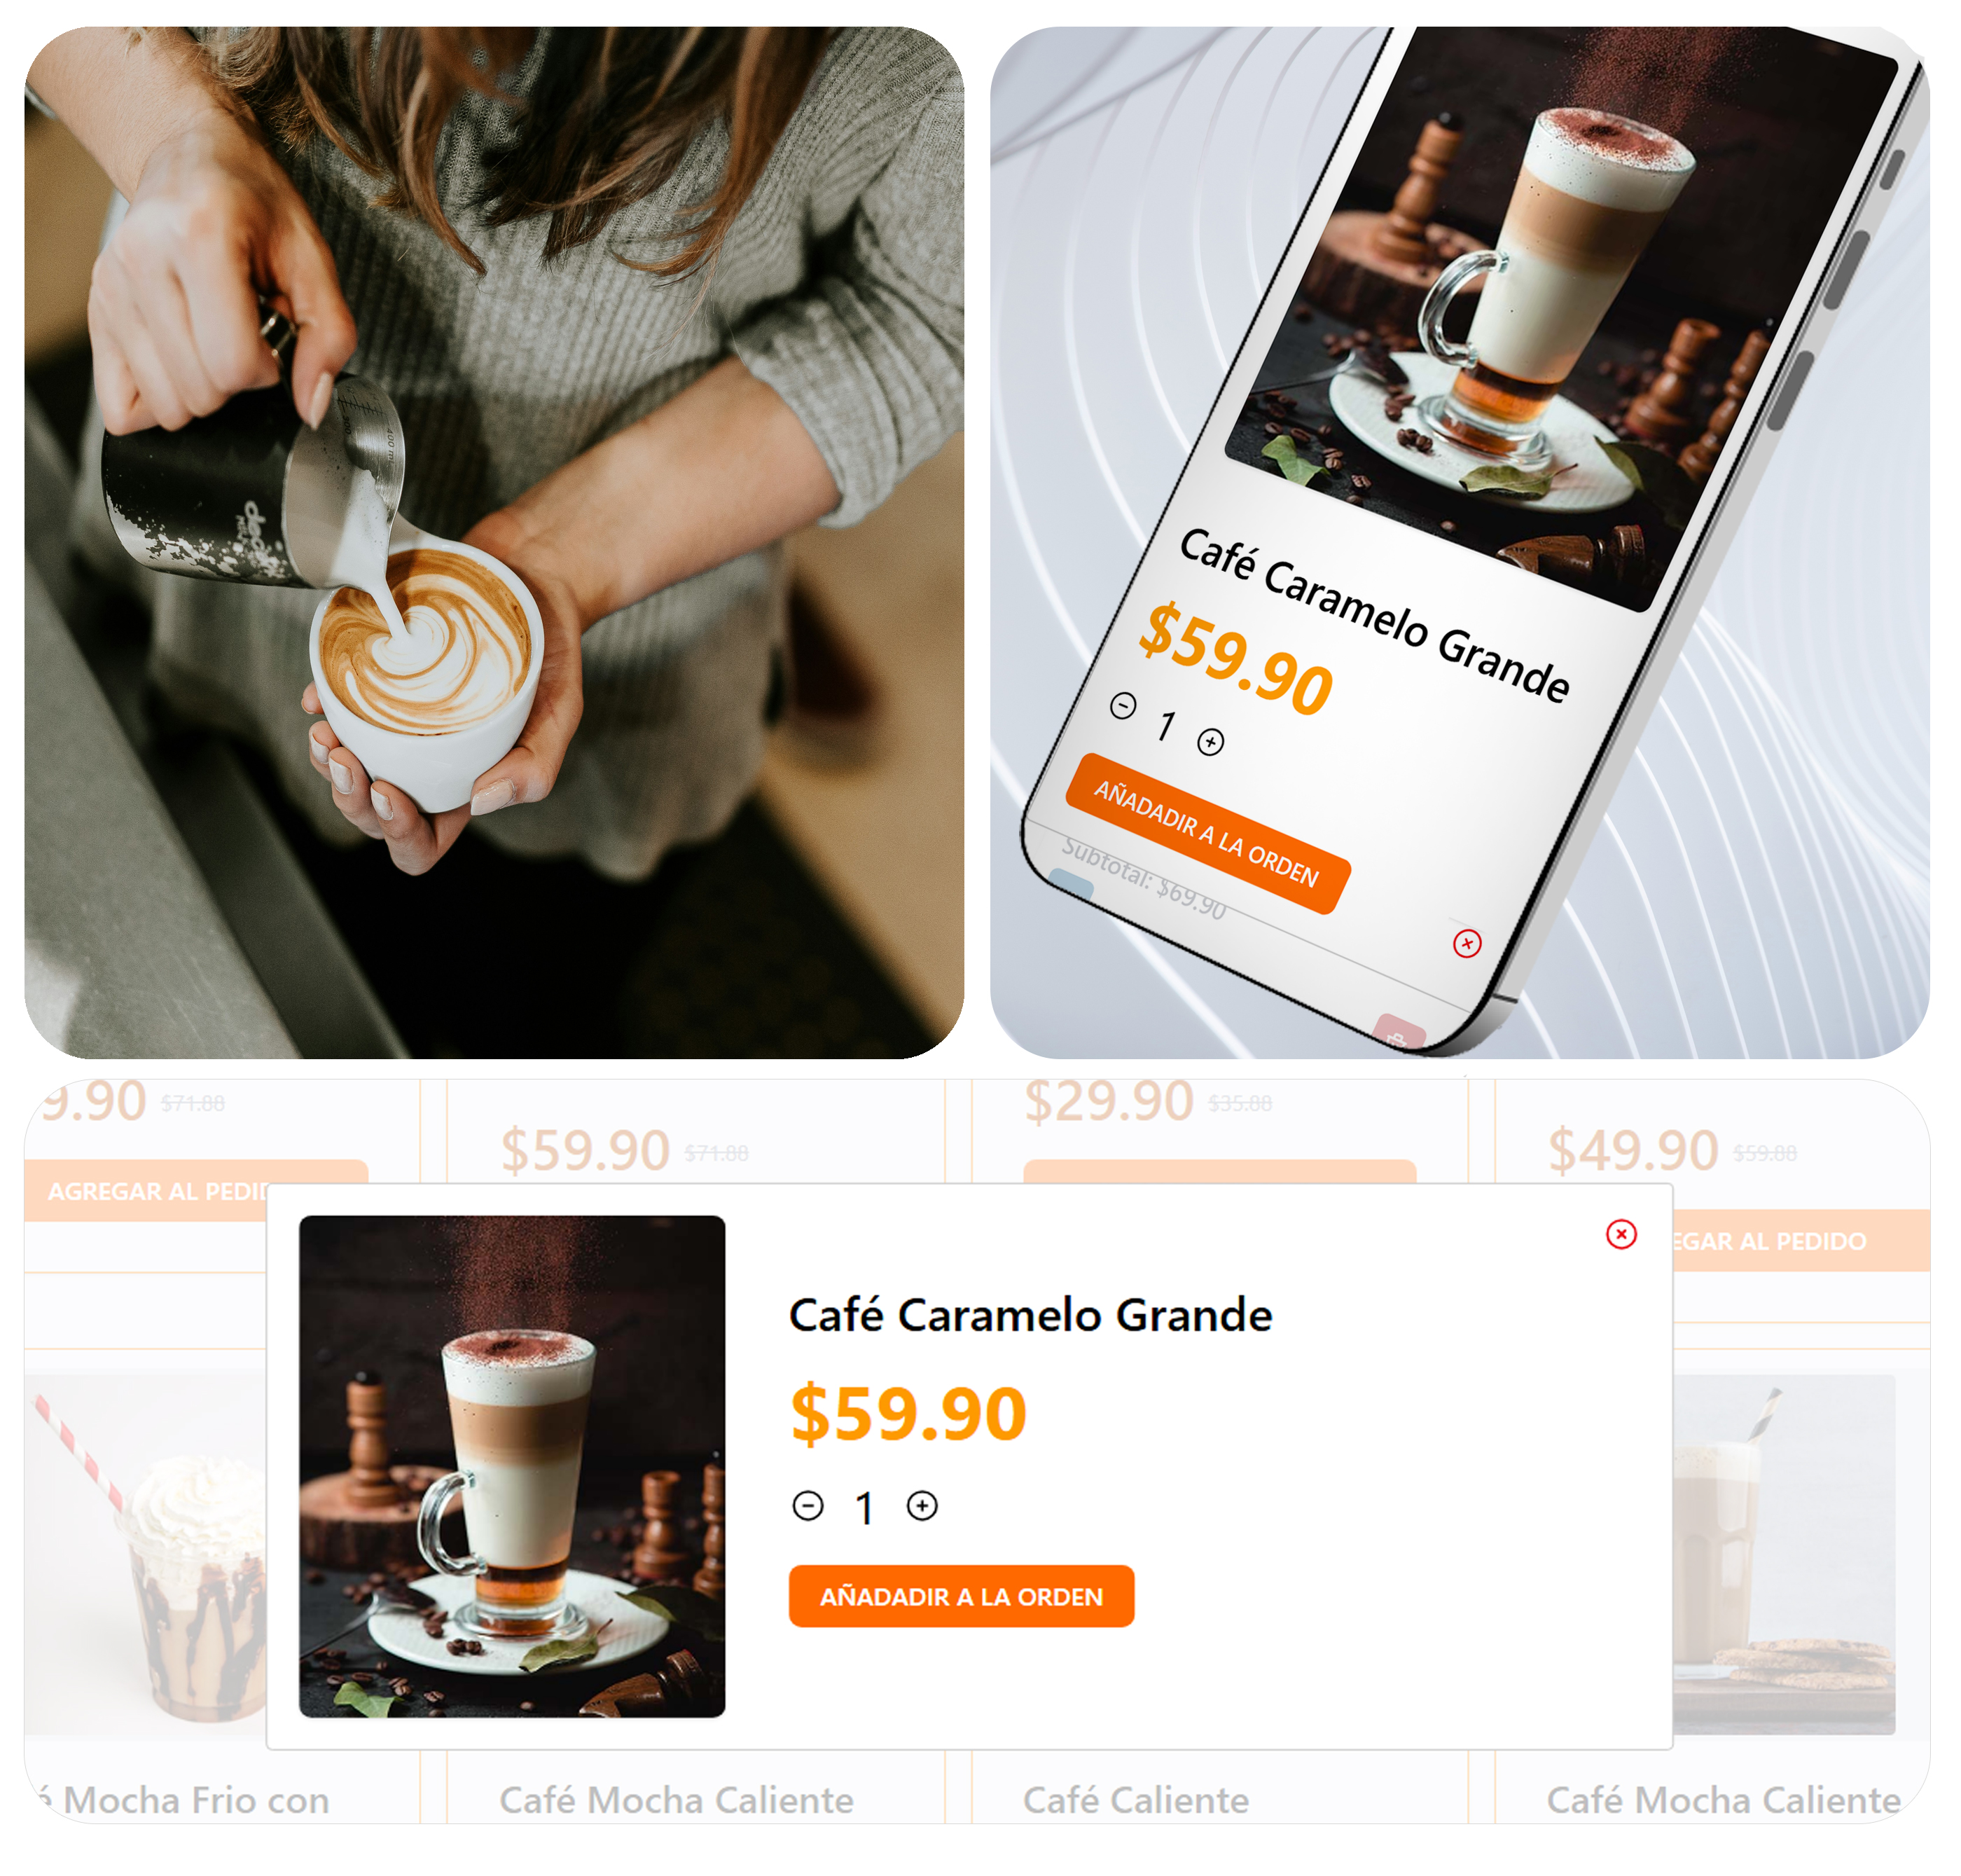 Café Caramelo Grande
$59.90
1
AÑADADIR A LA ORDEN
Subtotal: $69.90
9.90 $71.88
$59.90 $71.88
$29.90 $35.88
$49.90 $59.88
AGREGAR AL PEDID
EGAR AL PEDIDO
Café Caramelo Grande
$59.90
1
AÑADADIR A LA ORDEN
é Mocha Frio con
Café Mocha Caliente
Café Caliente
Café Mocha Caliente